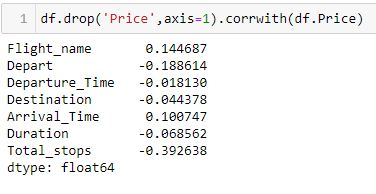 1 df.drop('Price',axis=1).corrwith(df.Price)
Flight_name 0.144687
Depart -0.188614
Departure_Time -0.018130
Destination -0.044378
Arrival_Time 0.100747
Duration -0.068562
Total_stops -0.392638
dtype: float64